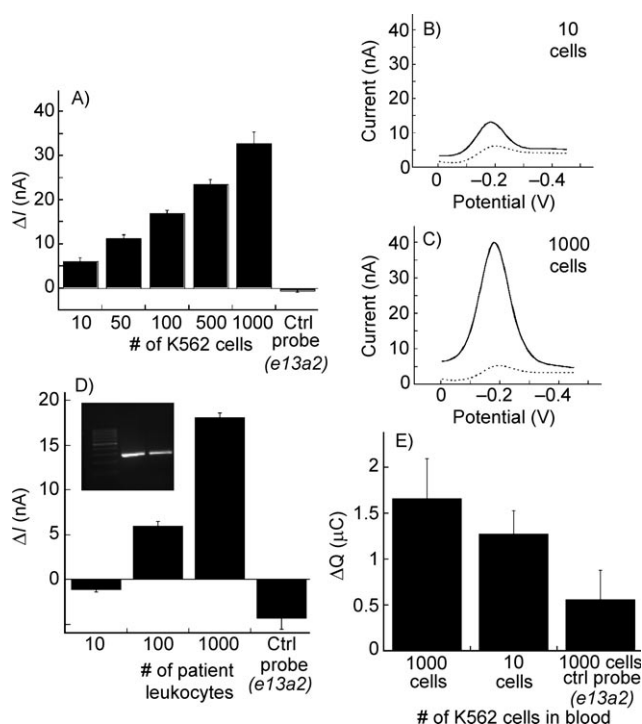 A)
40
30
20
10
0
ΔI (nA)
10 50 100 500 1000 Ctrl
probe
# of K562 cells
(e13a2)
B)
10
cells
40
30
20
10
0
Current (nA)
0 –0.2 –0.4
Potential (V)
C)
1000
cells
40
30
20
10
0
Current (nA)
0 –0.2 –0.4
Potential (V)
D)
20
15
10
5
0
ΔI (nA)
10 100 1000 Ctrl
# of patient probe
leukocytes (e13a2)
E)
2
1.5
1
0.5
0
ΔQ (μC)
1000 10 1000 cells
cells cells ctrl probe
(e13a2)
# of K562 cells in blood